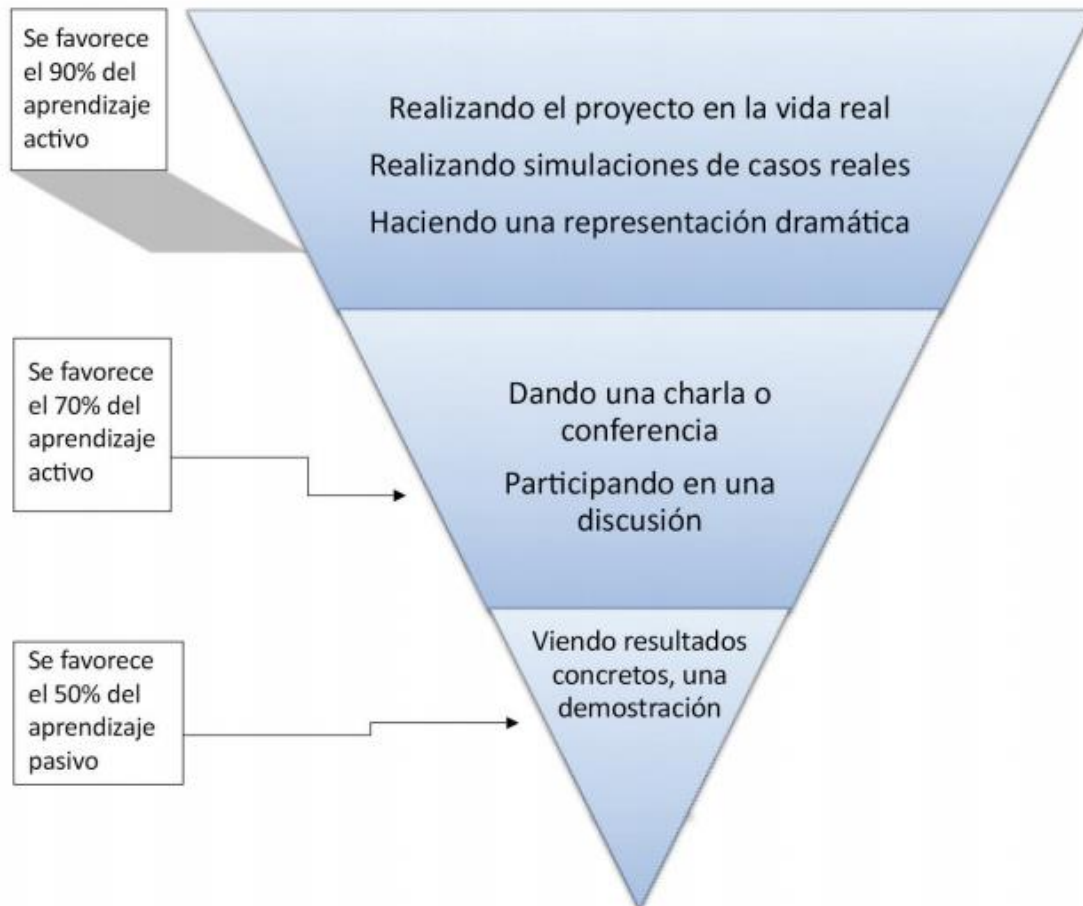 Se favorece
el 90% del
aprendizaje
activo
Realizando el proyecto en la vida real
Realizando simulaciones de casos reales
Haciendo una representación dramática
Se favorece
el 70% del
aprendizaje
activo
Dando una charla o
conferencia
Participando en una
discusión
Se favorece
el 50% del
aprendizaje
pasivo
Viendo resultados
concretos, una
demostración